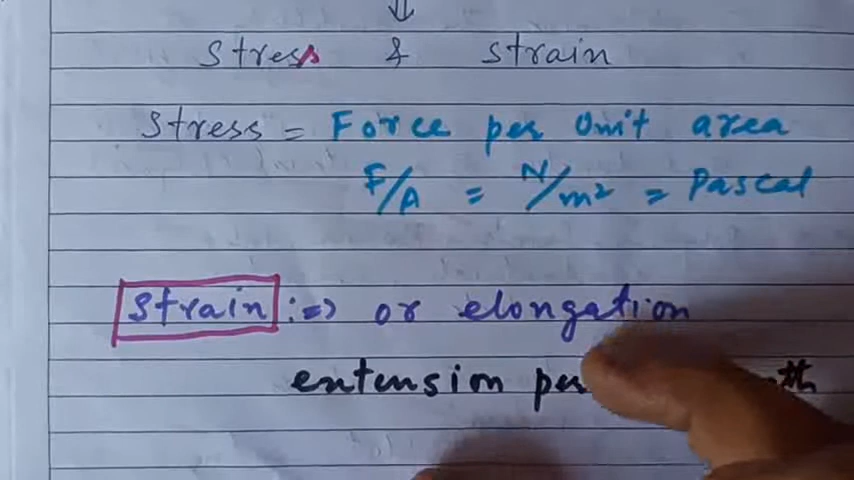 Stress & strain
Stress = Force per Unit area
F/A = N/m² = Pascal
Strain :=> or elongation
extension per